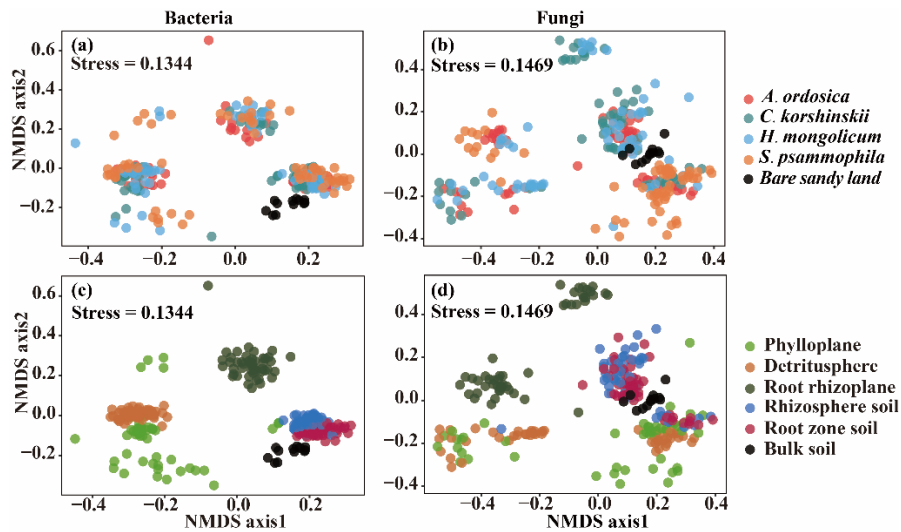 Bacteria
Fungi
(a)
Stress = 0.1344
(b)
Stress = 0.1469
NMDS axis2
0.6
0.4
0.2
0.0
−0.2
0.4
0.2
0.0
−0.2
−0.4
−0.4
−0.2
0.0
0.2
−0.4
−0.2
0.0
0.2
0.4
A. ordosica
C. korshinskii
H. mongolicum
S. psammophila
Bare sandy land
(c)
Stress = 0.1344
(d)
Stress = 0.1469
NMDS axis2
0.6
0.4
0.2
0.0
−0.2
0.4
0.2
0.0
−0.2
−0.4
−0.4
−0.2
0.0
0.2
−0.4
−0.2
0.0
0.2
0.4
NMDS axis1
NMDS axis1
Phylloplane
Detritusphere
Root rhizoplane
Rhizosphere soil
Root zone soil
Bulk soil